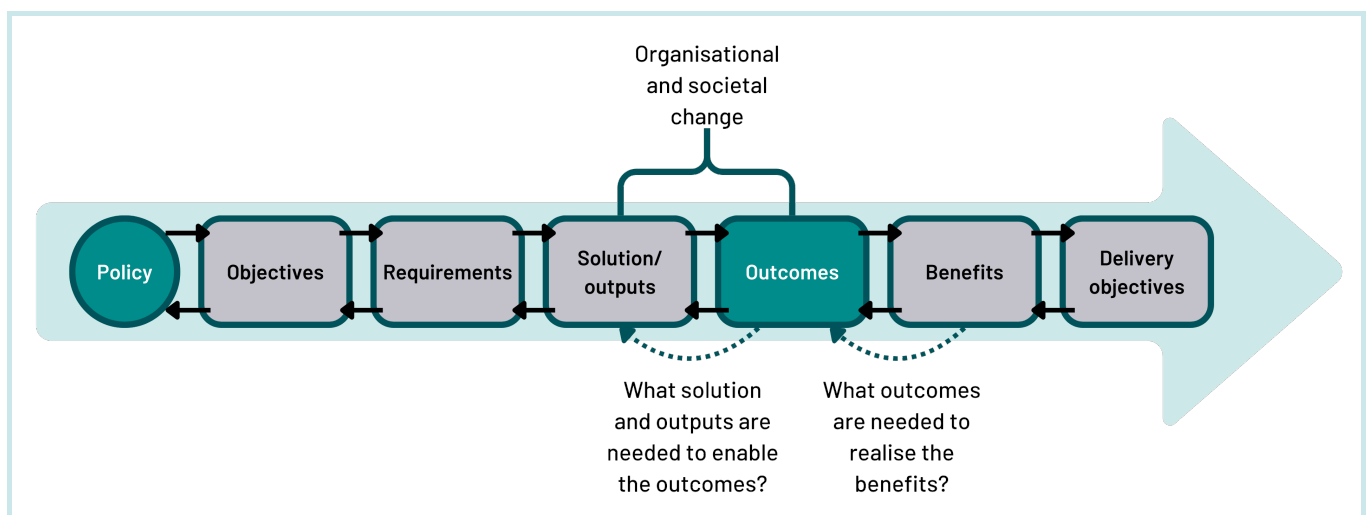 Organisational
and societal
change
Policy
Objectives
Requirements
Solution/
outputs
Outcomes
Benefits
Delivery
objectives
What solution
and outputs are
needed to enable
the outcomes?
What outcomes
are needed to
realise the
benefits?